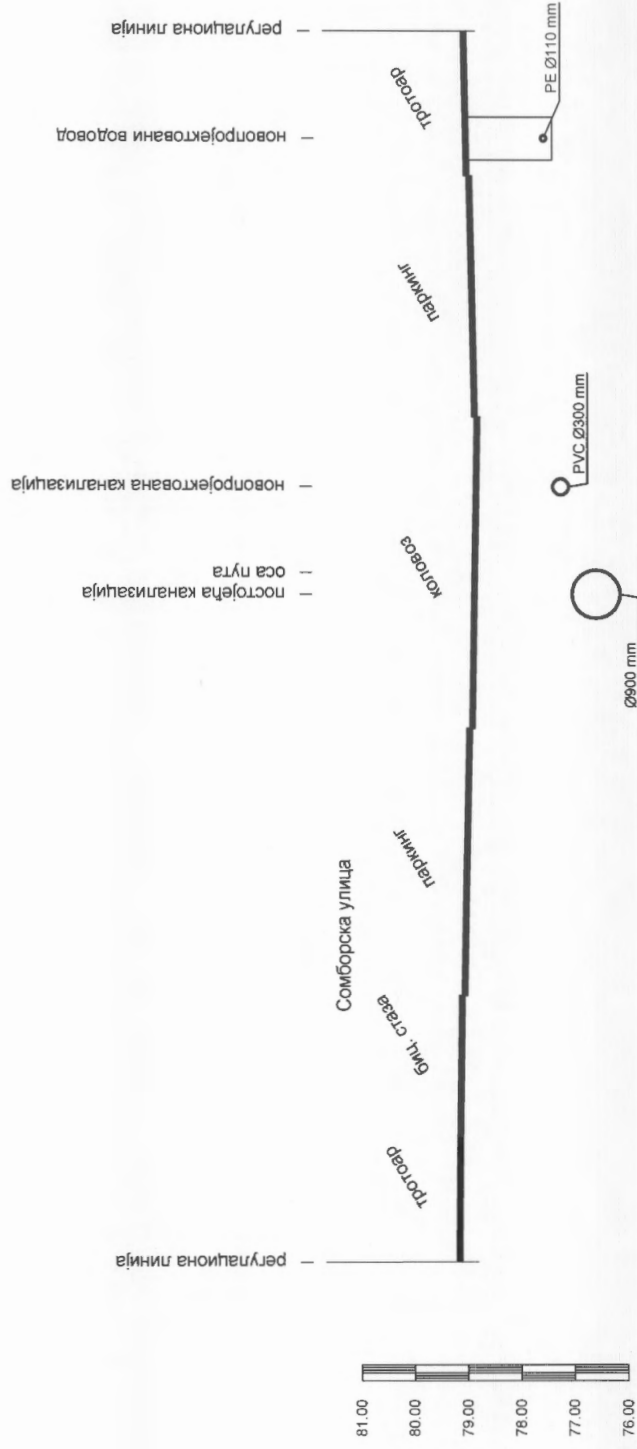 регулациона линија
постојећа канализација
оса пута
новопројектована канализација
новопројектовани водовод
регулациона линија
Сомборска улица
тротоар
биц. стаза
паркинг
коловоз
паркинг
тротоар
81.00
80.00
79.00
78.00
77.00
76.00
Ø900 mm
PVC Ø300 mm
PE Ø110 mm